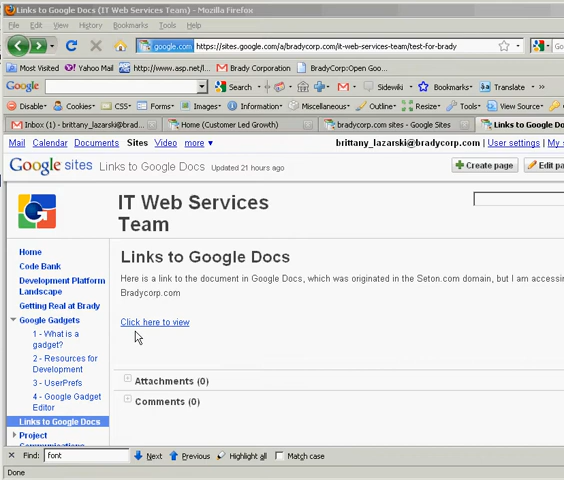 Links to Google Docs (IT Web Services Team) - Mozilla Firefox
File Edit View History Bookmarks Tools Help
google.com https://sites.google.com/a/bradycorp.com/it-web-services-team/test-for-brady
Most Visited Yahoo Mail http://www.asp.net/l... Brady Corporation BradyCorp:Open Goo...
Google Search Sidewiki Bookmarks Translate
Disable Cookies CSS Forms Images Information Miscellaneous Outline Resize Tools View Source
Inbox (1) - brittany_lazarski@brad... Home (Customer Led Growth) bradycorp.com sites - Google Sites Links to Google Do
Mail Calendar Documents Sites Video more ▼ brittany_lazarski@bradycorp.com | User settings | My s
Google sites Links to Google Docs Updated 21 hours ago Create page Edit pa
IT Web Services
Team
Home
Code Bank
Development Platform
Landscape
Getting Real at Brady
Google Gadgets
1 - What is a
gadget?
2 - Resources for
Development
3 - UserPrefs
4 - Google Gadget
Editor
Links to Google Docs
Project
Links to Google Docs
Here is a link to the document in Google Docs, which was originated in the Seton.com domain, but I am accessin
Bradycorp.com
Click here to view
Attachments (0)
Comments (0)
Find: font Next Previous Highlight all Match case
Done